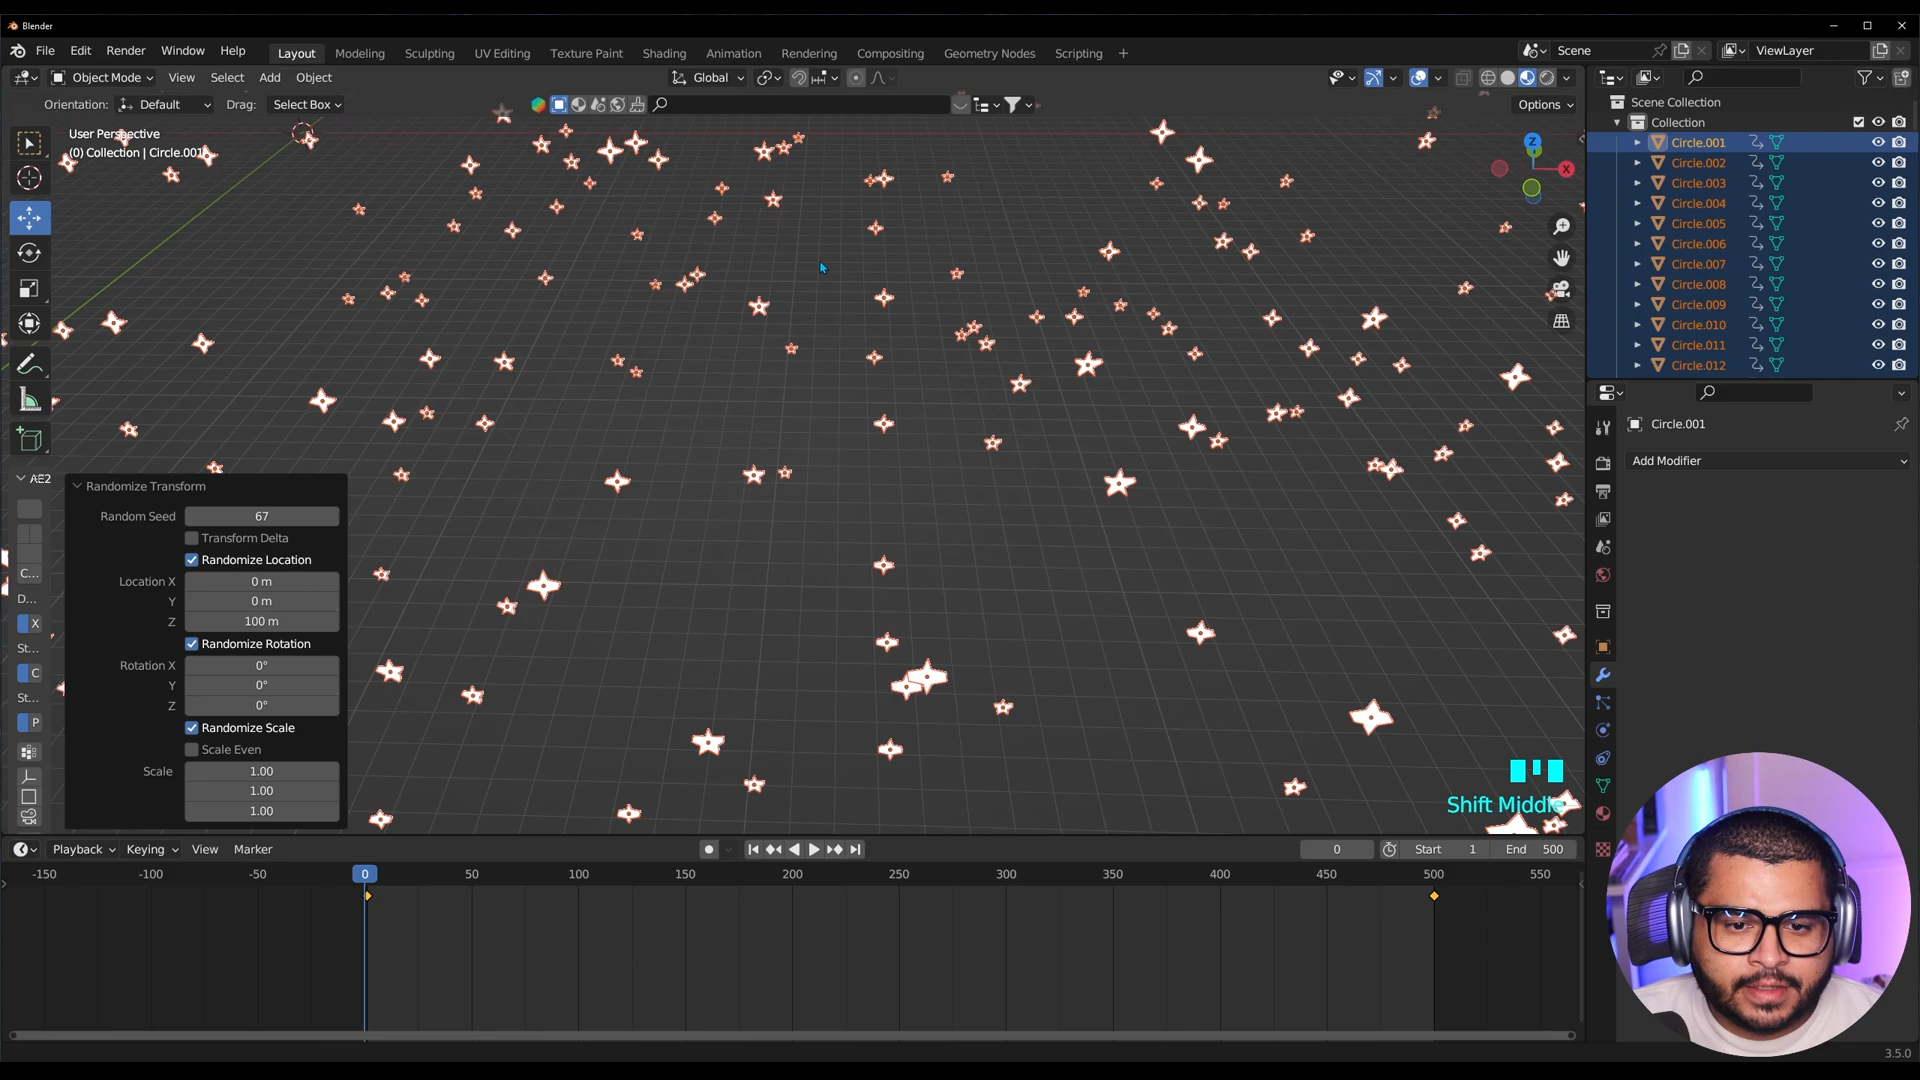 Blender
File Edit Render Window Help Layout Modeling Sculpting UV Editing Texture Paint Shading Animation Rendering Compositing Geometry Nodes Scripting + Scene ViewLayer
Object Mode View Select Add Object Global
Orientation: Default Drag: Select Box Options
User Perspective
(0) Collection | Circle.001
Z
X
Scene Collection
Collection
Circle.001
Circle.002
Circle.003
Circle.004
Circle.005
Circle.006
Circle.007
Circle.008
Circle.009
Circle.010
Circle.011
Circle.012
Circle.001
Add Modifier
AE2
C...
D...
X
St...
C
St...
P
Randomize Transform
Random Seed 67
Transform Delta
Randomize Location
Location X 0 m
Y 0 m
Z 100 m
Randomize Rotation
Rotation X 0°
Y 0°
Z 0°
Randomize Scale
Scale Even
Scale 1.00
1.00
1.00
Shift Middle
Playback Keying View Marker 0 Start 1 End 500
-150 -100 -50 0 50 100 150 200 250 300 350 400 450 500 550
3.5.0